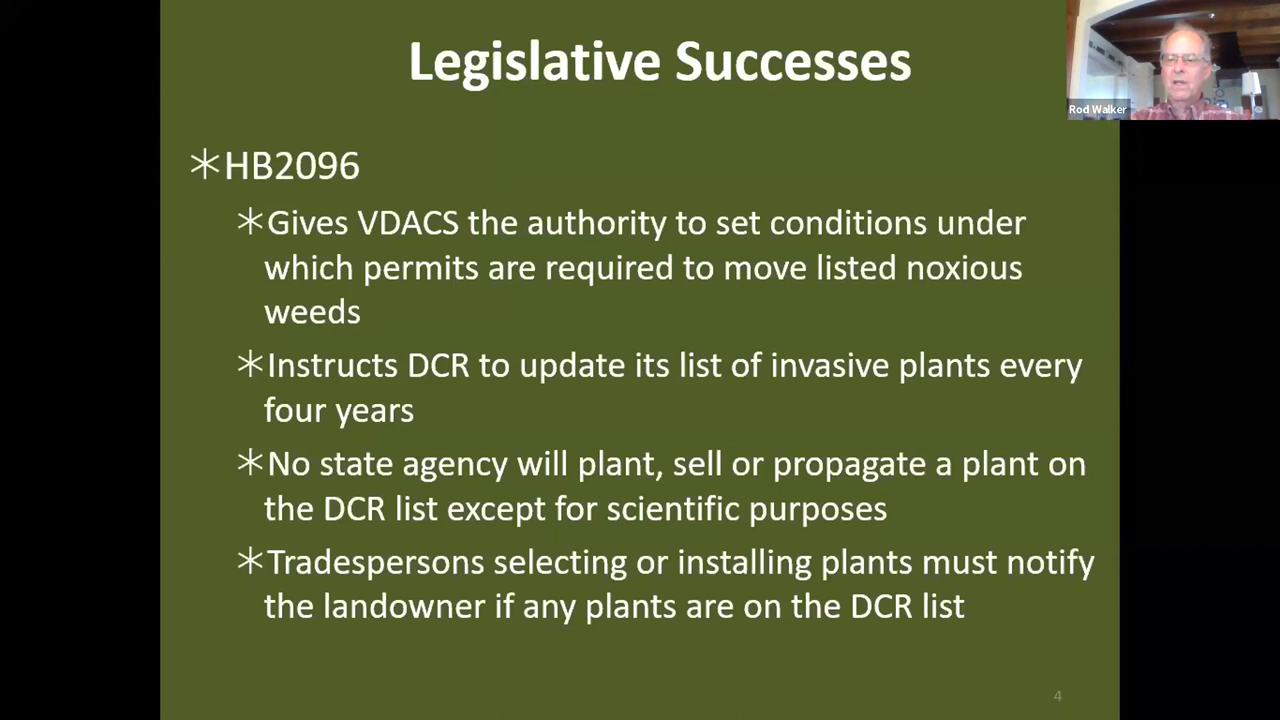 Legislative Successes
Rod Walker
HB2096
Gives VDACS the authority to set conditions under
which permits are required to move listed noxious
weeds
Instructs DCR to update its list of invasive plants every
four years
No state agency will plant, sell or propagate a plant on
the DCR list except for scientific purposes
Tradespersons selecting or installing plants must notify
the landowner if any plants are on the DCR list
4